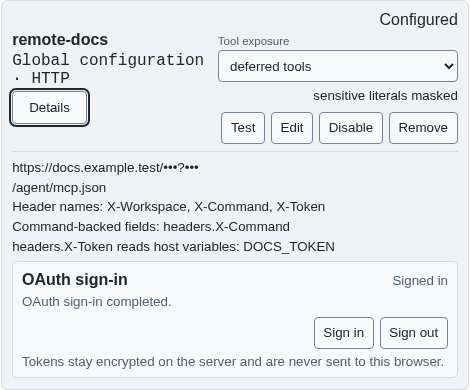 Configured
remote-docs
Global configuration
· HTTP
Details
Tool exposure
deferred tools
sensitive literals masked
Test
Edit
Disable
Remove
https://docs.example.test/•••?•••
/agent/mcp.json
Header names: X-Workspace, X-Command, X-Token
Command-backed fields: headers.X-Command
headers.X-Token reads host variables: DOCS_TOKEN
OAuth sign-in
Signed in
OAuth sign-in completed.
Sign in
Sign out
Tokens stay encrypted on the server and are never sent to this browser.